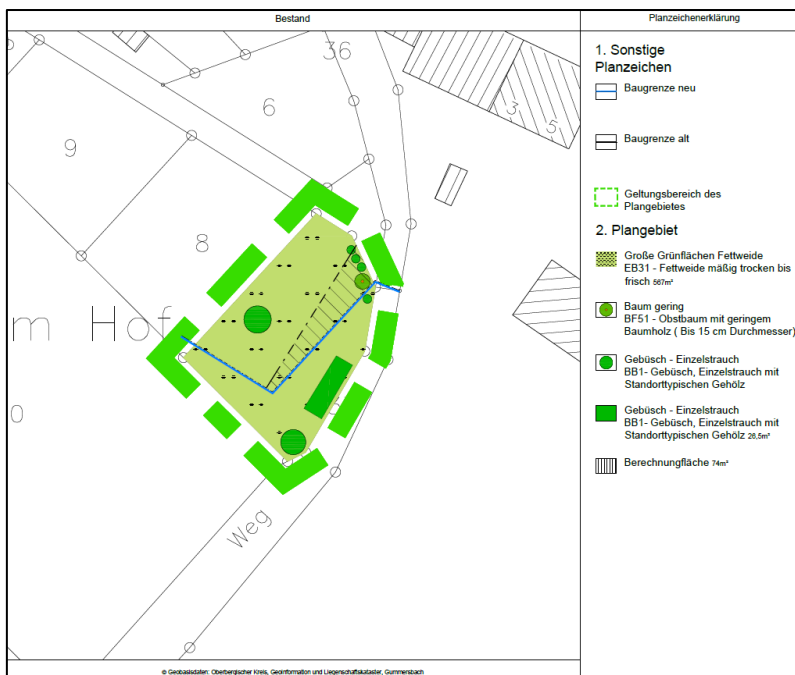 Bestand
Planzeichenerklärung
36
6
9
3
5
8
m Hof
0
Weg
1. Sonstige
Planzeichen
Baugrenze neu
Baugrenze alt
Geltungsbereich des
Plangebietes
2. Plangebiet
Große Grünflächen Fettweide
EB31 - Fettweide mäßig trocken bis
frisch 567m²
Baum gering
BF51 - Obstbaum mit geringem
Baumholz ( Bis 15 cm Durchmesser)
Gebüsch - Einzelstrauch
BB1- Gebüsch, Einzelstrauch mit
Standorttypischen Gehölz
Gebüsch - Einzelstrauch
BB1- Gebüsch, Einzelstrauch mit
Standorttypischen Gehölz 26,5m²
Berechnungfläche 74m²
© Geobasisdaten: Oberbergischer Kreis, Geoinformation und Liegenschaftskataster, Gummersbach